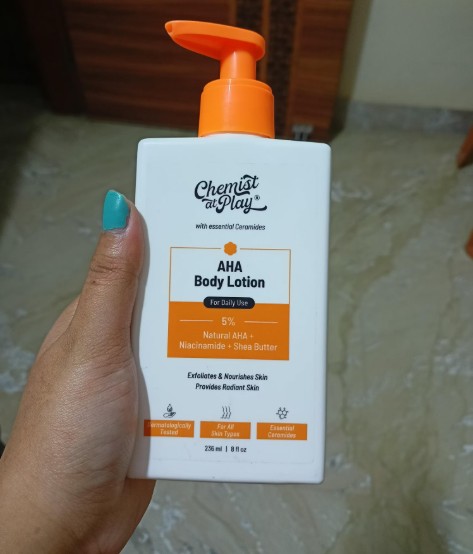 Chemist
at Play®
with essential Ceramides
AHA
Body Lotion
For Daily Use
5%
Natural AHA +
Niacinamide + Shea Butter
Exfoliates & Nourishes Skin
Provides Radiant Skin
Dermatologically
Tested
For All
Skin Types
Essential
Ceramides
236 ml | 8 fl oz